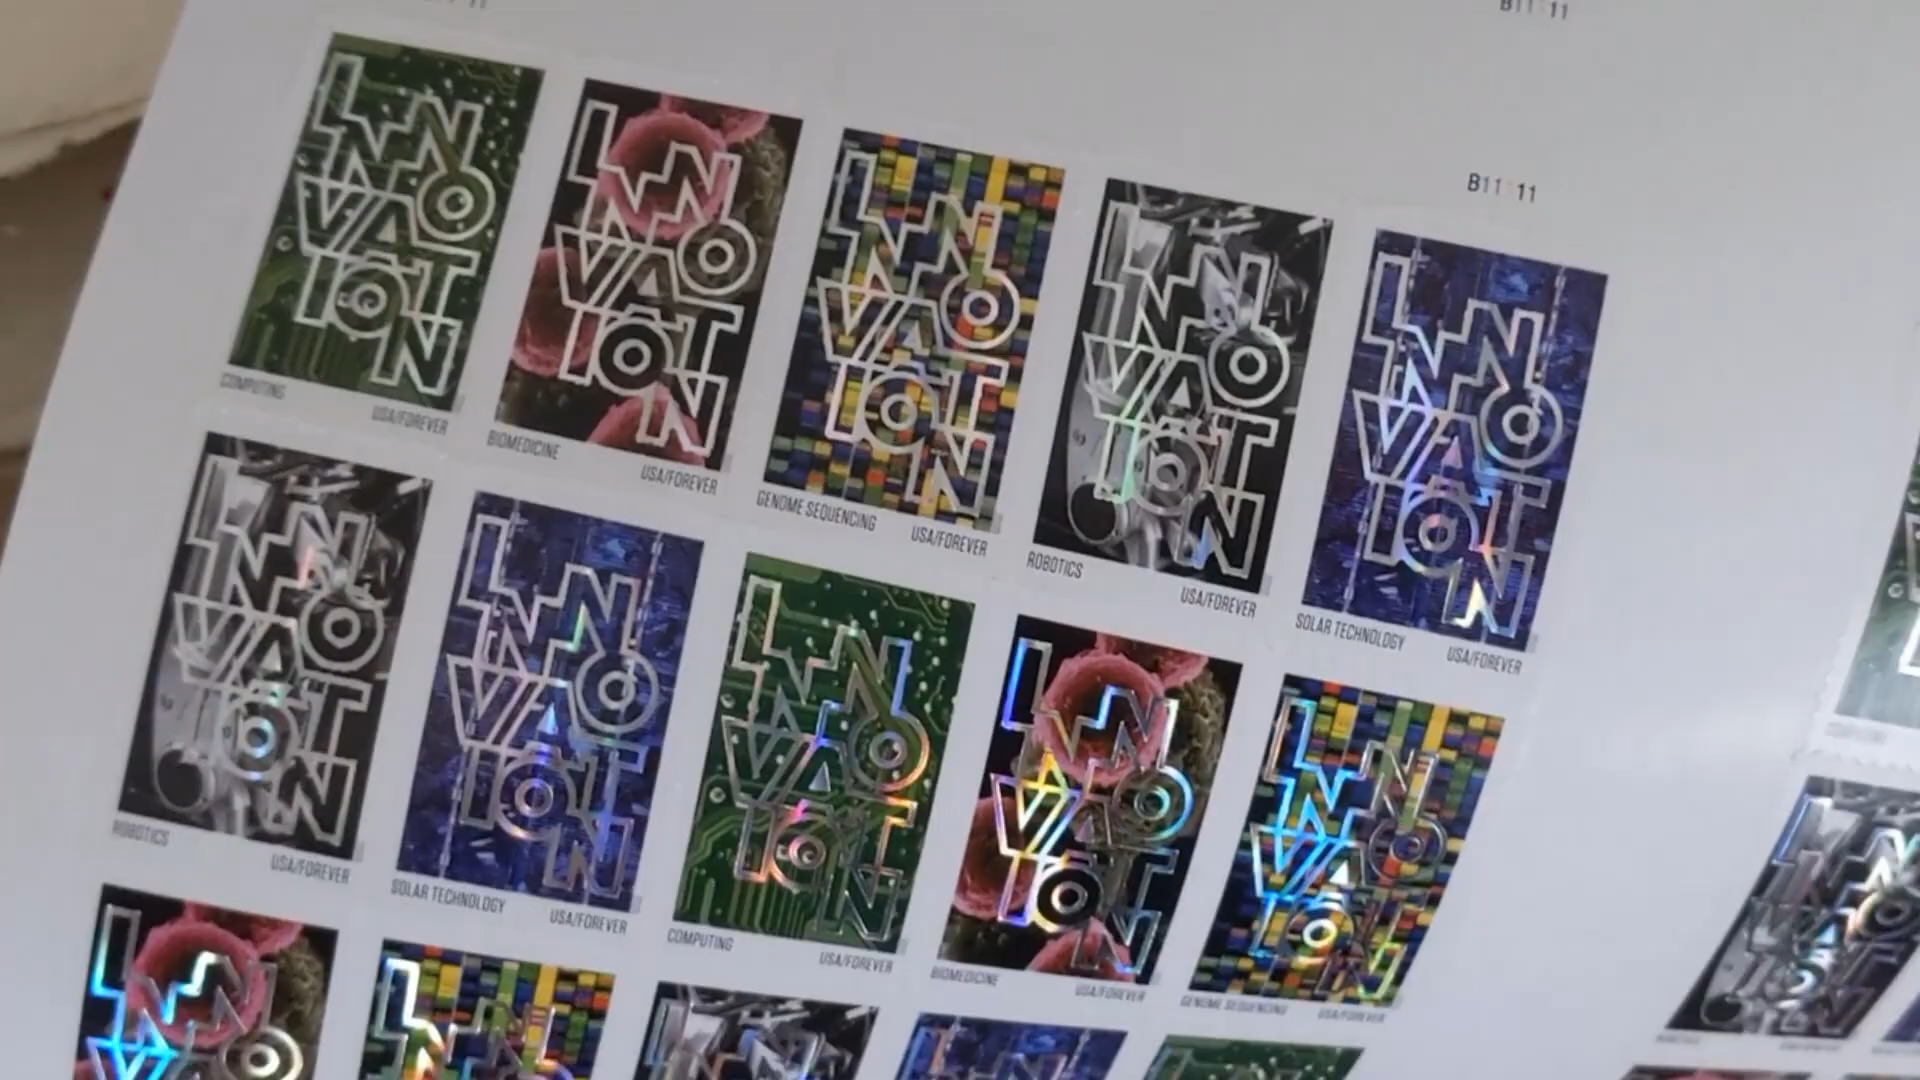 B11111
B11111
INNOVATION
COMPUTING USA/FOREVER
INNOVATION
BIOMEDICINE USA/FOREVER
INNOVATION
GENOME SEQUENCING USA/FOREVER
INNOVATION
ROBOTICS USA/FOREVER
INNOVATION
SOLAR TECHNOLOGY USA/FOREVER
INNOVATION
ROBOTICS USA/FOREVER
INNOVATION
SOLAR TECHNOLOGY USA/FOREVER
INNOVATION
COMPUTING USA/FOREVER
INNOVATION
BIOMEDICINE USA/FOREVER
INNOVATION
GENOME SEQUENCING USA/FOREVER